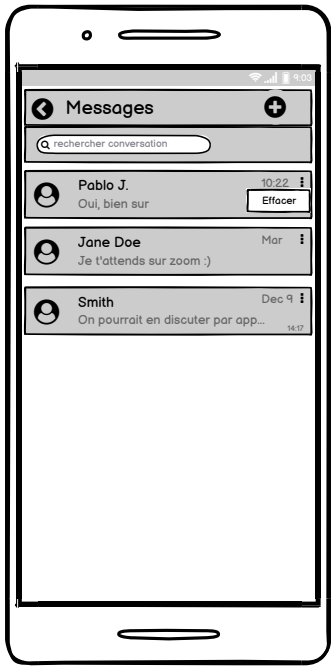 9:03
Messages
rechercher conversation
Pablo J.
10:22
Oui, bien sur
Effacer
Jane Doe
Mar
Je t'attends sur zoom :)
Smith
Dec 9
On pourrait en discuter par app...
14:17